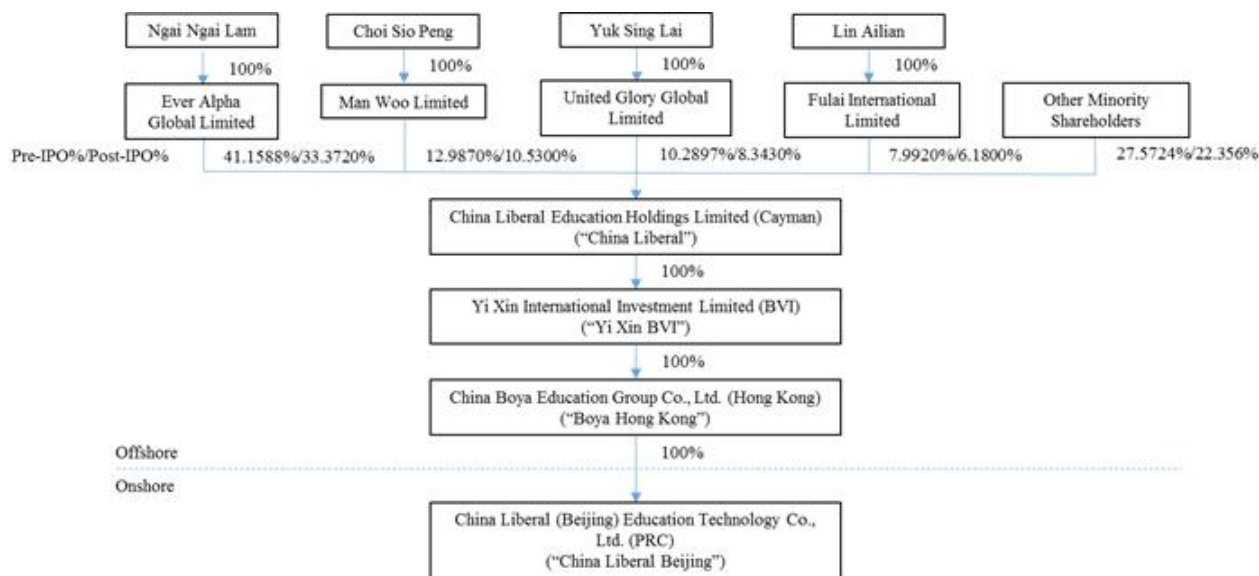 Ngai Ngai Lam
Choi Sio Peng
Yuk Sing Lai
Lin Ailian
100%
100%
100%
100%
Ever Alpha
Global Limited
Man Woo Limited
United Glory Global
Limited
Fulai International
Limited
Other Minority
Shareholders
Pre-IPO%/Post-IPO%
41.1588%/33.3720%
12.9870%/10.5300%
10.2897%/8.3430%
7.9920%/6.1800%
27.5724%/22.356%
China Liberal Education Holdings Limited (Cayman)
(“China Liberal”)
100%
Yi Xin International Investment Limited (BVI)
(“Yi Xin BVI”)
100%
China Boya Education Group Co., Ltd. (Hong Kong)
(“Boya Hong Kong”)
Offshore
100%
Onshore
China Liberal (Beijing) Education Technology Co.,
Ltd. (PRC)
(“China Liberal Beijing”)